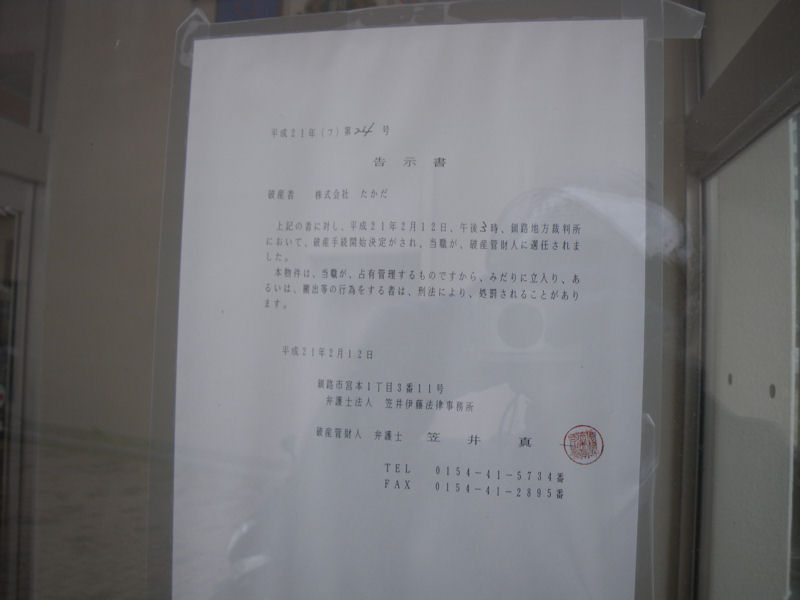 平成21年(フ)第24号
告示書
破産者 株式会社 たかだ
上記の者に対し、平成21年2月12日、午後3時、釧路地方裁判所
において、破産手続開始決定がされ、当職が、破産管財人に選任されま
した。
本物件は、当職が、占有管理するものですから、みだりに立入り、あ
るいは、搬出等の行為をする者は、刑法により、処罰されることがあり
ます。
平成21年2月12日
釧路市宮本1丁目3番11号
弁護士法人 笠井伊藤法律事務所
破産管財人 弁護士 笠井真
TEL 0154-41-5734番
FAX 0154-41-2895番